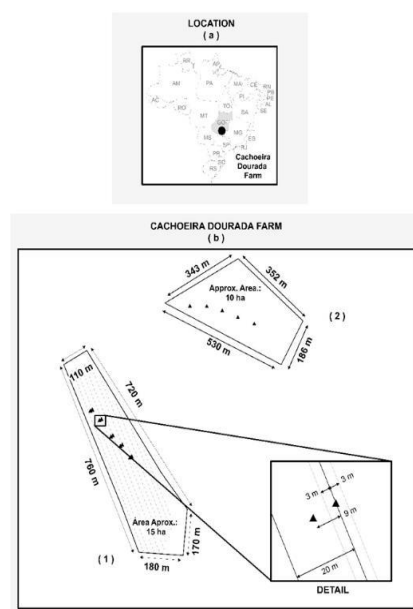 LOCATION
( a )
RR
AP
AM
PA
MA
CE
RN
PB
PE
AL
SE
PI
AC
RO
TO
BA
MT
GO
MG
ES
MS
SP
RJ
PR
SC
RS
Cachoeira
Dourada
Farm
CACHOEIRA DOURADA FARM
( b )
343 m
352 m
Approx. Area.:
10 ha
530 m
186 m
( 2 )
110 m
720 m
760 m
Área Aprox.:
15 ha
170 m
180 m
( 1 )
3 m
3 m
9 m
20 m
DETAIL